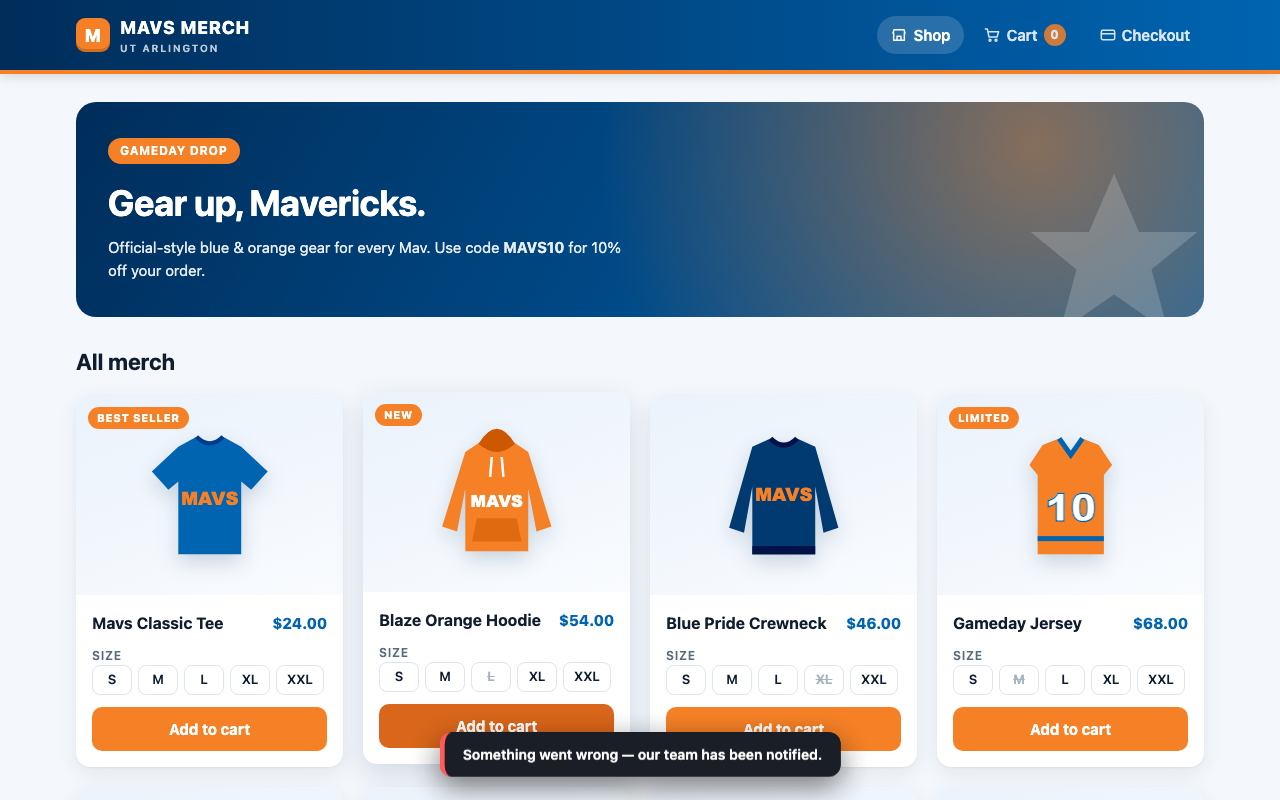 M
MAVS MERCH
UT ARLINGTON
Shop
Cart 0
Checkout
GAMEDAY DROP
Gear up, Mavericks.
Official-style blue & orange gear for every Mav. Use code MAVS10 for 10%
off your order.
All merch
BEST SELLER
MAVS
Mavs Classic Tee $24.00
SIZE
S M L XL XXL
Add to cart
NEW
MAVS
Blaze Orange Hoodie $54.00
SIZE
S M L XL XXL
Add to cart
MAVS
Blue Pride Crewneck $46.00
SIZE
S M L XL XXL
Add to cart
LIMITED
10
Gameday Jersey $68.00
SIZE
S M L XL XXL
Add to cart
Something went wrong — our team has been notified.